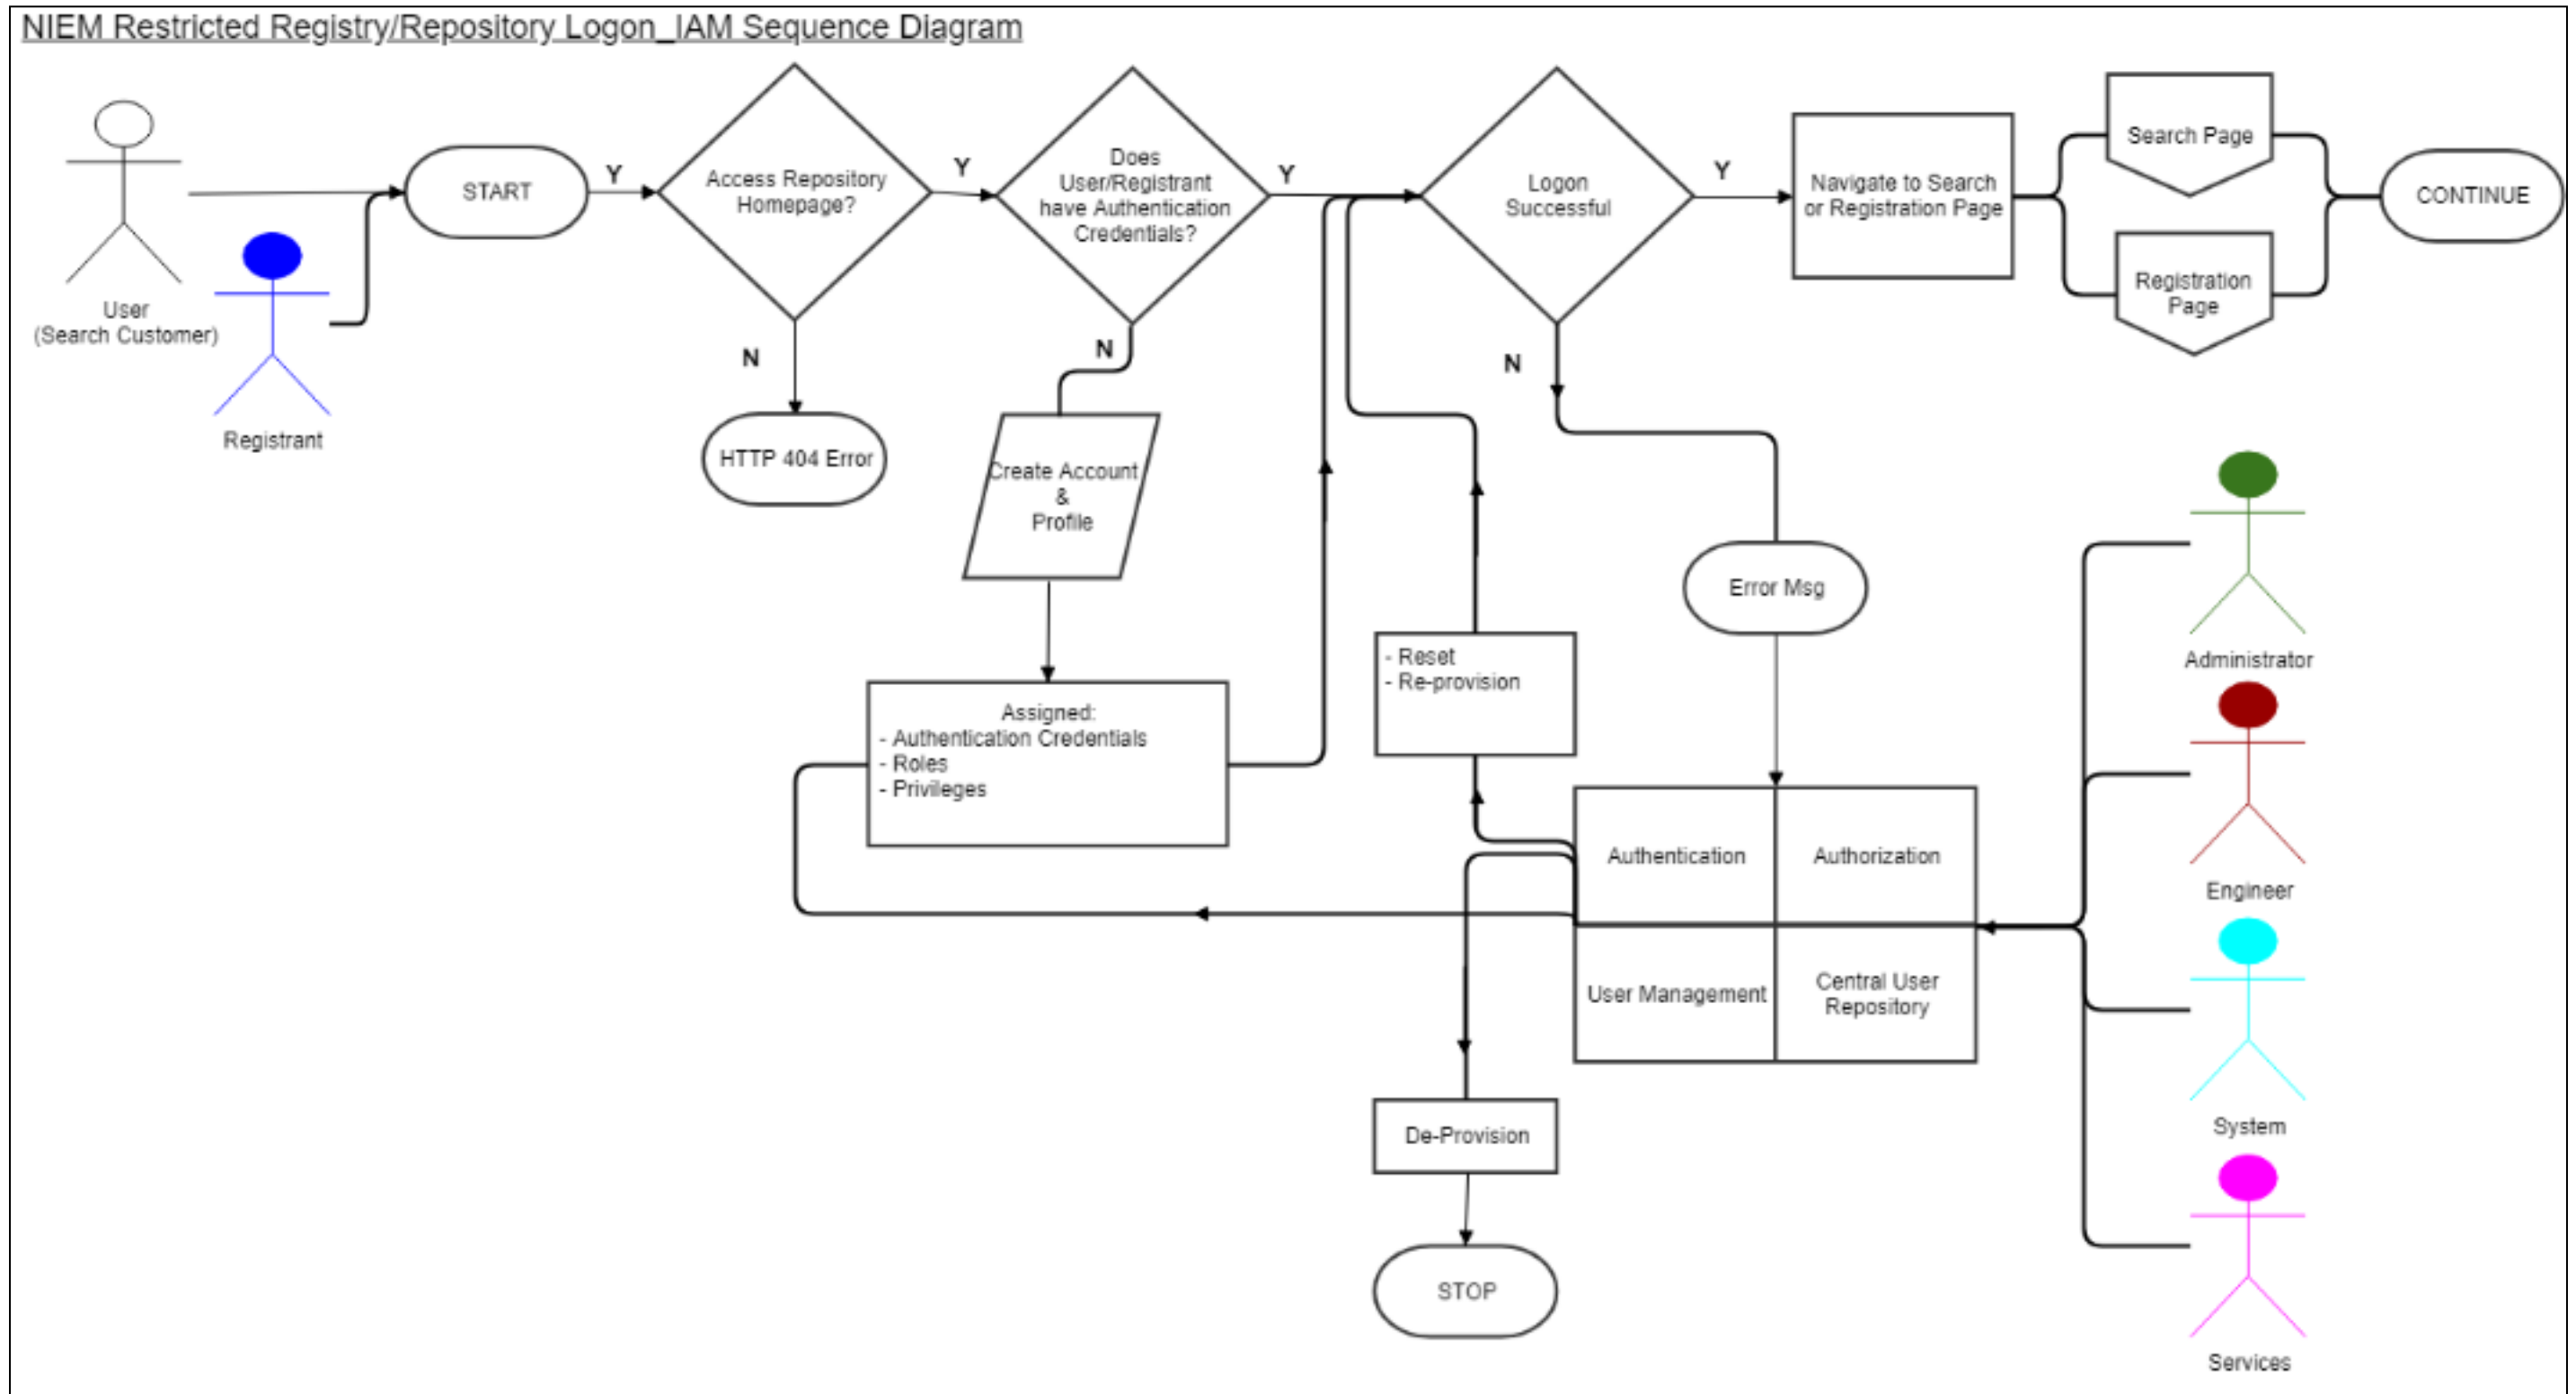 NIEM Restricted Registry/Repository Logon_IAM Sequence Diagram
User
(Search Customer)
Registrant
START
Y
Access Repository
Homepage?
Y
N
HTTP 404 Error
Does
User/Registrant
have Authentication
Credentials?
Y
N
Create Account
&
Profile
Assigned:
- Authentication Credentials
- Roles
- Privileges
Logon
Successful
Y
N
Navigate to Search
or Registration Page
Search Page
Registration
Page
CONTINUE
Error Msg
- Reset
- Re-provision
Authentication
Authorization
User Management
Central User
Repository
De-Provision
STOP
Administrator
Engineer
System
Services